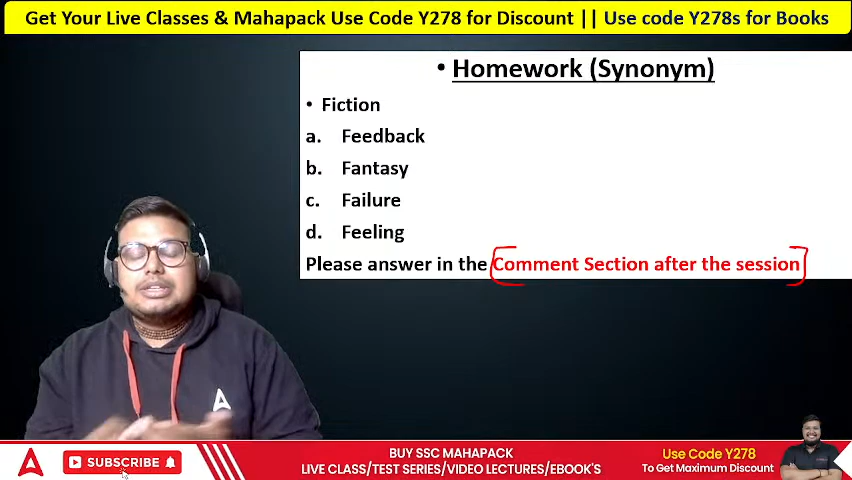 Get Your Live Classes & Mahapack Use Code Y278 for Discount || Use code Y278s for Books
• Homework (Synonym)
• Fiction
a. Feedback
b. Fantasy
c. Failure
d. Feeling
Please answer in the Comment Section after the session
SUBSCRIBE
BUY SSC MAHAPACK
LIVE CLASS/TEST SERIES/VIDEO LECTURES/EBOOK'S
Use Code Y278
To Get Maximum Discount